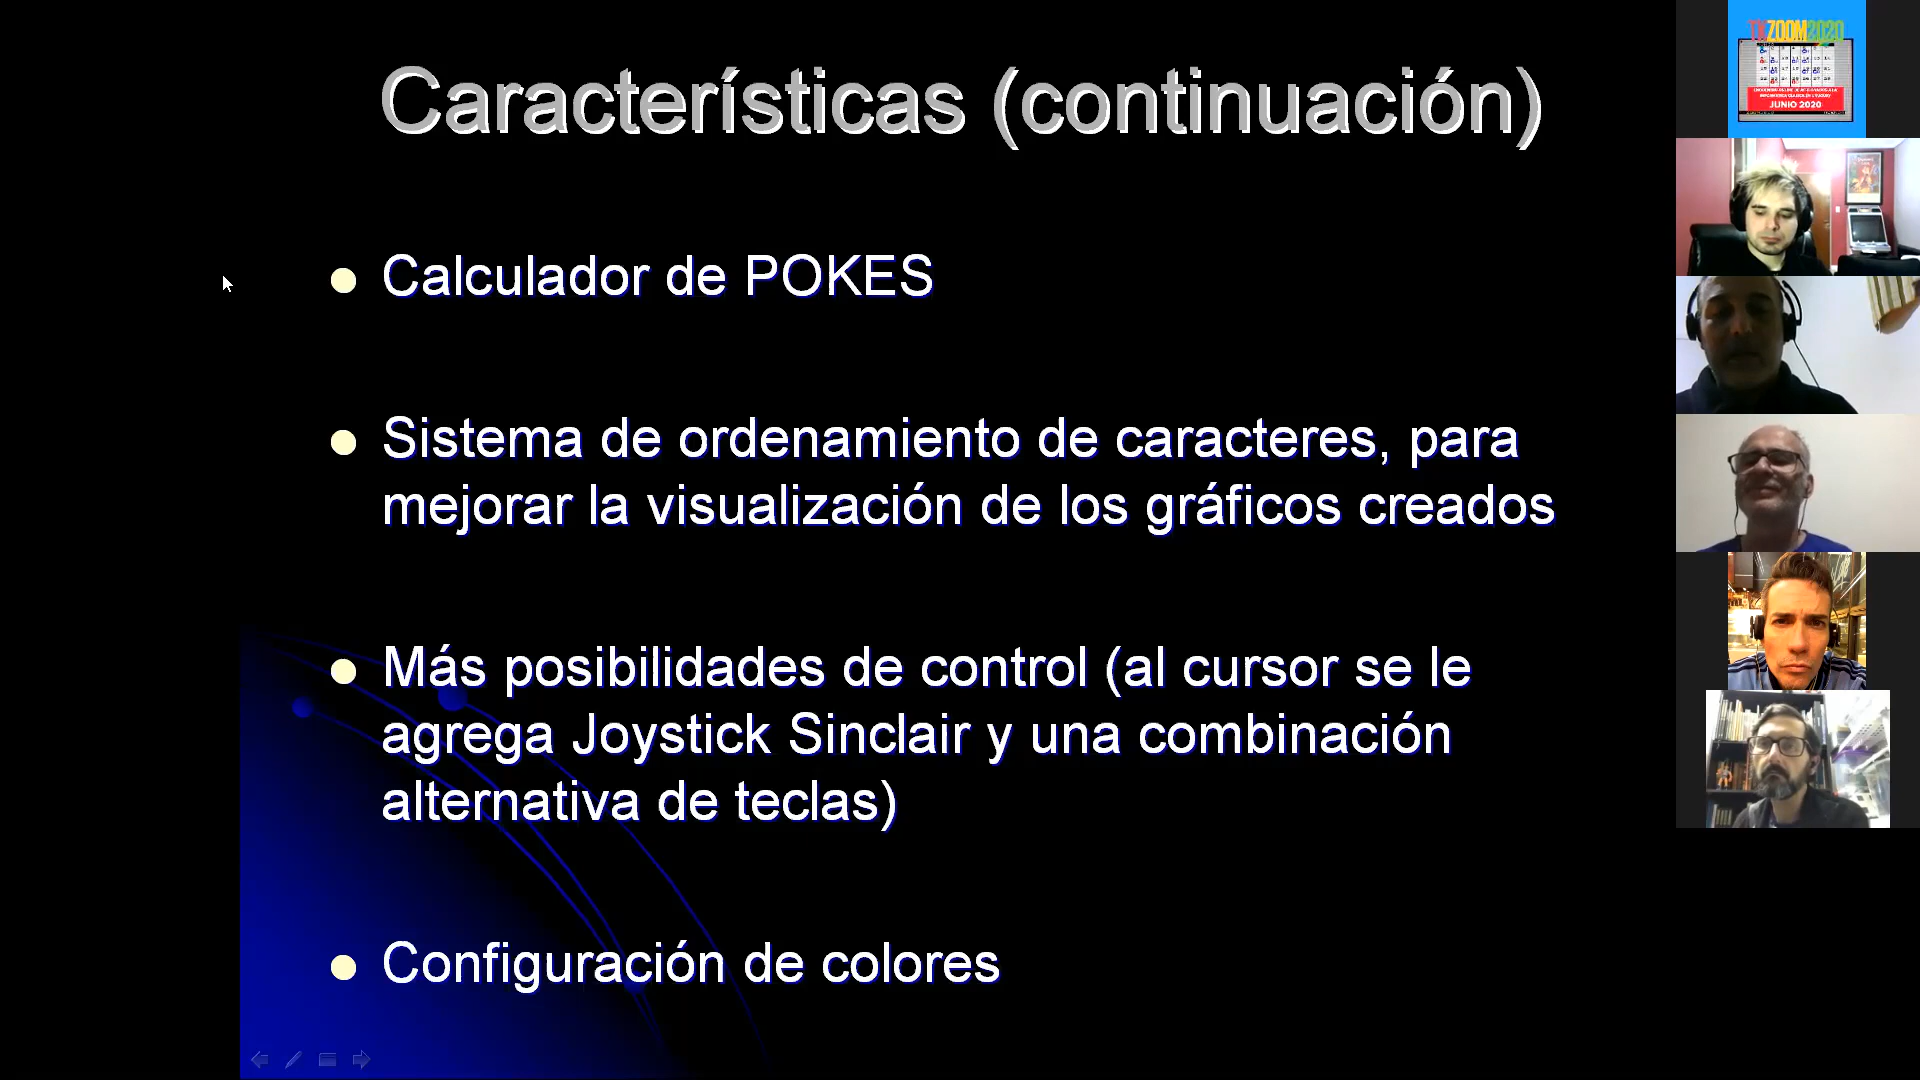 Características (continuación)
Calculador de POKES
Sistema de ordenamiento de caracteres, para
mejorar la visualización de los gráficos creados
Más posibilidades de control (al cursor se le
agrega Joystick Sinclair y una combinación
alternativa de teclas)
Configuración de colores
TKZOOM2020
JUNIO 2020